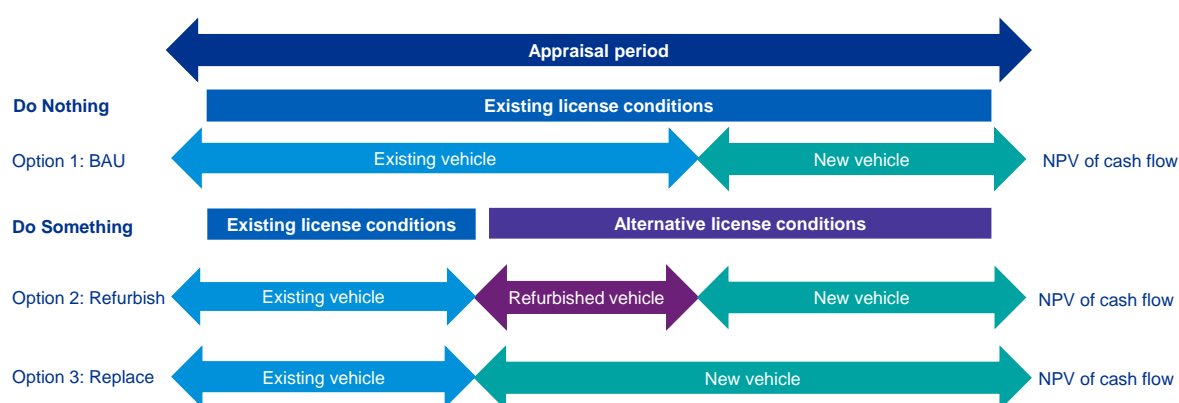 Appraisal period
Do Nothing
Existing license conditions
Option 1: BAU
Existing vehicle
New vehicle
NPV of cash flow
Do Something
Existing license conditions
Alternative license conditions
Option 2: Refurbish
Existing vehicle
Refurbished vehicle
New vehicle
NPV of cash flow
Option 3: Replace
Existing vehicle
New vehicle
NPV of cash flow